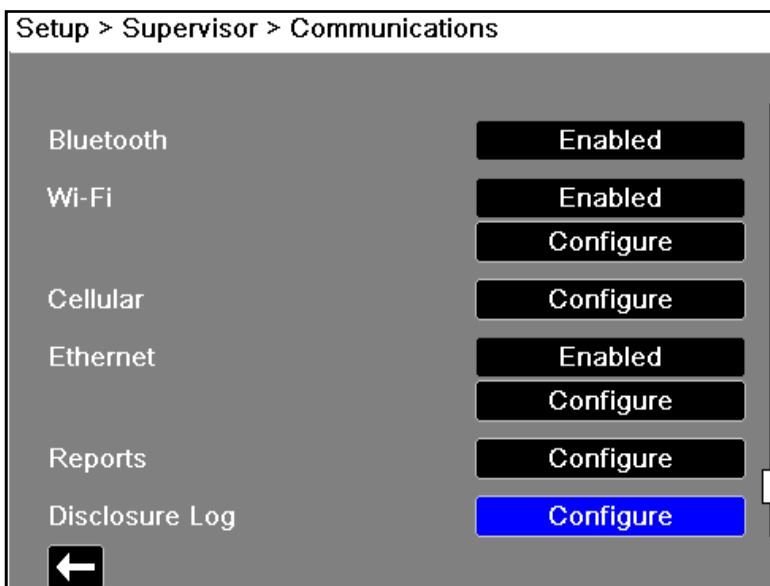 Setup > Supervisor > Communications
Bluetooth Enabled
Wi-Fi Enabled
Configure
Cellular Configure
Ethernet Enabled
Configure
Reports Configure
Disclosure Log Configure